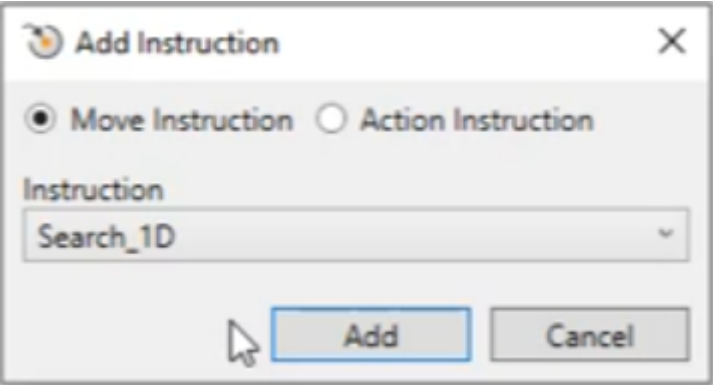 Add Instruction
Move Instruction Action Instruction
Instruction
Search_1D
Add Cancel